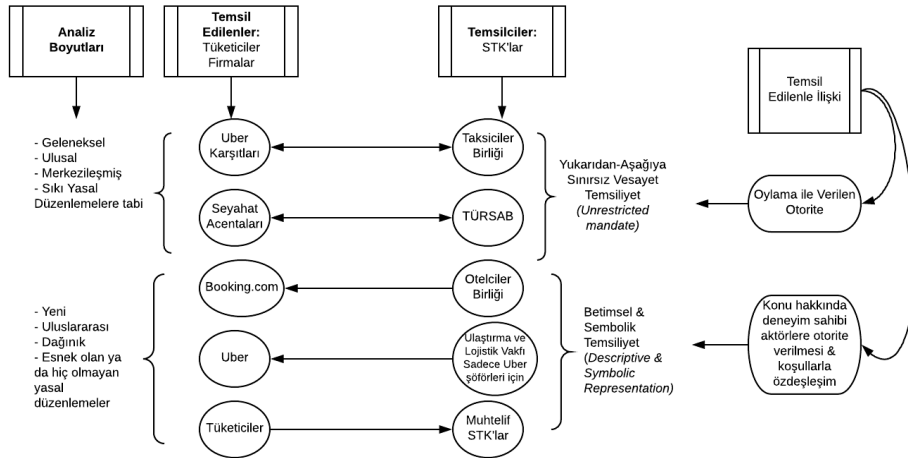 Analiz
Boyutları
Temsil
Edilenler:
Tüketiciler
Firmalar
Temsilciler:
STK'lar
Temsil
Edilenle İlişki
- Geleneksel
- Ulusal
- Merkezileşmiş
- Sıkı Yasal
Düzenlemelere tabi
Uber
Karşıtları
Taksiciler
Birliği
Seyahat
Acentaları
TÜRSAB
Yukarıdan-Aşağıya
Sınırsız Vesayet
Temsiliyet
(Unrestricted
mandate)
Oylama ile Verilen
Otorite
- Yeni
- Uluslararası
- Dağınık
- Esnek olan ya
da hiç olmayan
yasal
düzenlemeler
Booking.com
Otelciler
Birliği
Uber
Ulaştırma ve
Lojistik Vakfı
Sadece Uber
şöförleri için
Tüketiciler
Muhtelif
STK'lar
Betimsel &
Sembolik
Temsiliyet
(Descriptive &
Symbolic
Representation)
Konu hakkında
deneyim sahibi
aktörlere otorite
verilmesi &
koşullarla
özdeşleşim